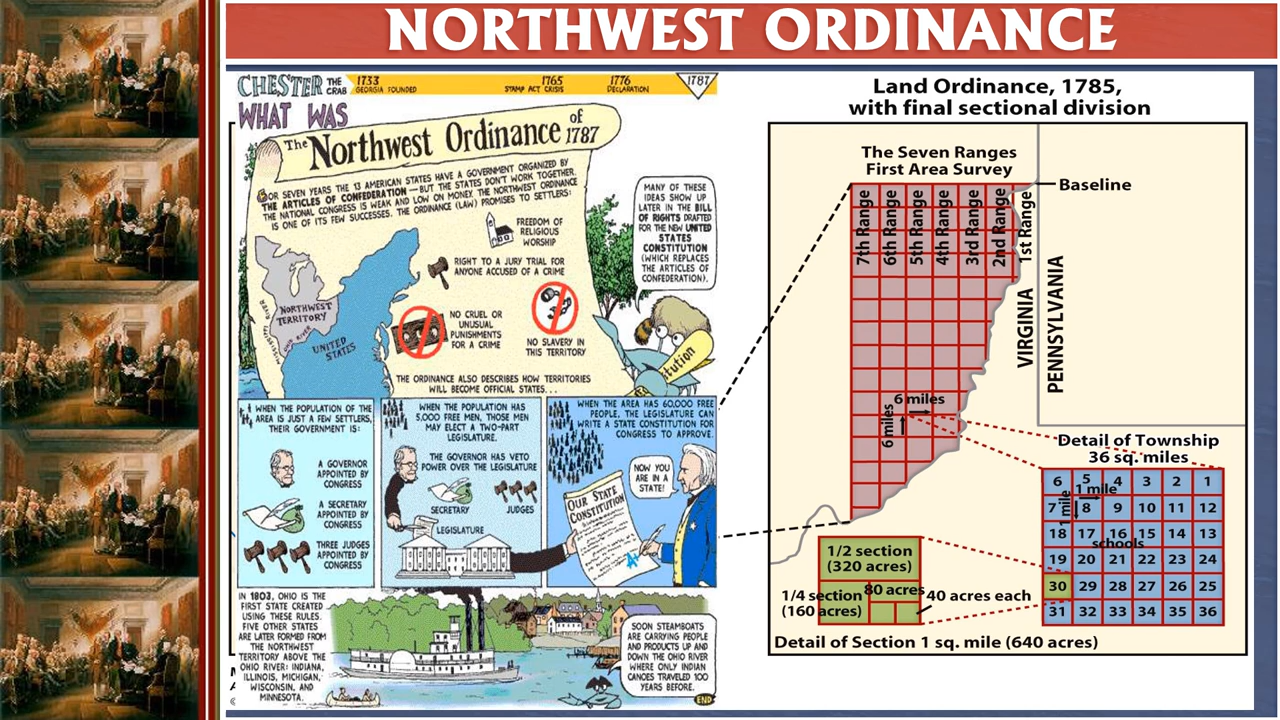 NORTHWEST ORDINANCE
CHESTER THE CRAB
1733
GEORGIA FOUNDED
1765
STAMP ACT CRISIS
1776
DECLARATION
1787
WHAT WAS
The Northwest Ordinance of 1787
FOR SEVEN YEARS THE 13 AMERICAN STATES HAVE A GOVERNMENT ORGANIZED BY
THE ARTICLES OF CONFEDERATION — BUT THE STATES DON'T WORK TOGETHER.
THE NATIONAL CONGRESS IS WEAK AND LOW ON MONEY. THE NORTHWEST ORDINANCE
IS ONE OF ITS FEW SUCCESSES. THE ORDINANCE (LAW) PROMISES TO SETTLERS:
FREEDOM OF
RELIGIOUS
WORSHIP
RIGHT TO A JURY TRIAL FOR
ANYONE ACCUSED OF A CRIME
NO CRUEL OR
UNUSUAL
PUNISHMENTS
FOR A CRIME
NO SLAVERY IN
THIS TERRITORY
NORTHWEST
TERRITORY
OHIO RIVER
UNITED
STATES
THE ORDINANCE ALSO DESCRIBES HOW TERRITORIES
WILL BECOME OFFICIAL STATES...
MANY OF THESE
IDEAS SHOW UP
LATER IN THE BILL
OF RIGHTS DRAFTED
FOR THE NEW UNITED
STATES
CONSTITUTION
(WHICH REPLACES
THE ARTICLES OF
CONFEDERATION).
tution
WHEN THE POPULATION OF THE
AREA IS JUST A FEW SETTLERS,
THEIR GOVERNMENT IS:
A GOVERNOR
APPOINTED BY
CONGRESS
A SECRETARY
APPOINTED BY
CONGRESS
THREE JUDGES
APPOINTED BY
CONGRESS
WHEN THE POPULATION HAS
5,000 FREE MEN, THOSE MEN
MAY ELECT A TWO-PART
LEGISLATURE.
THE GOVERNOR HAS VETO
POWER OVER THE LEGISLATURE
SECRETARY
JUDGES
LEGISLATURE
WHEN THE AREA HAS 60,000 FREE
PEOPLE, THE LEGISLATURE CAN
WRITE A STATE CONSTITUTION FOR
CONGRESS TO APPROVE.
NOW YOU
ARE IN A
STATE!
OUR STATE
CONSTITUTION
A+
IN 1803, OHIO IS THE
FIRST STATE CREATED
USING THESE RULES.
FIVE OTHER STATES
ARE LATER FORMED FROM
THE NORTHWEST
TERRITORY ABOVE THE
OHIO RIVER: INDIANA,
ILLINOIS, MICHIGAN,
WISCONSIN, AND
MINNESOTA.
SOON STEAMBOATS
ARE CARRYING PEOPLE
AND PRODUCTS UP AND
DOWN THE OHIO RIVER
WHERE ONLY INDIAN
CANOES TRAVELED 100
YEARS BEFORE.
END
Land Ordinance, 1785,
with final sectional division
The Seven Ranges
First Area Survey
Baseline
7th Range
6th Range
5th Range
4th Range
3rd Range
2nd Range
1st Range
VIRGINIA
PENNSYLVANIA
6 miles
6 miles
Detail of Township
36 sq. miles
6 5 4 3 2 1
1 mile
1 mile
7 8 9 10 11 12
18 17 16 15 14 13
schools
19 20 21 22 23 24
30 29 28 27 26 25
31 32 33 34 35 36
1/2 section
(320 acres)
1/4 section
(160 acres)
80 acres
40 acres each
Detail of Section 1 sq. mile (640 acres)